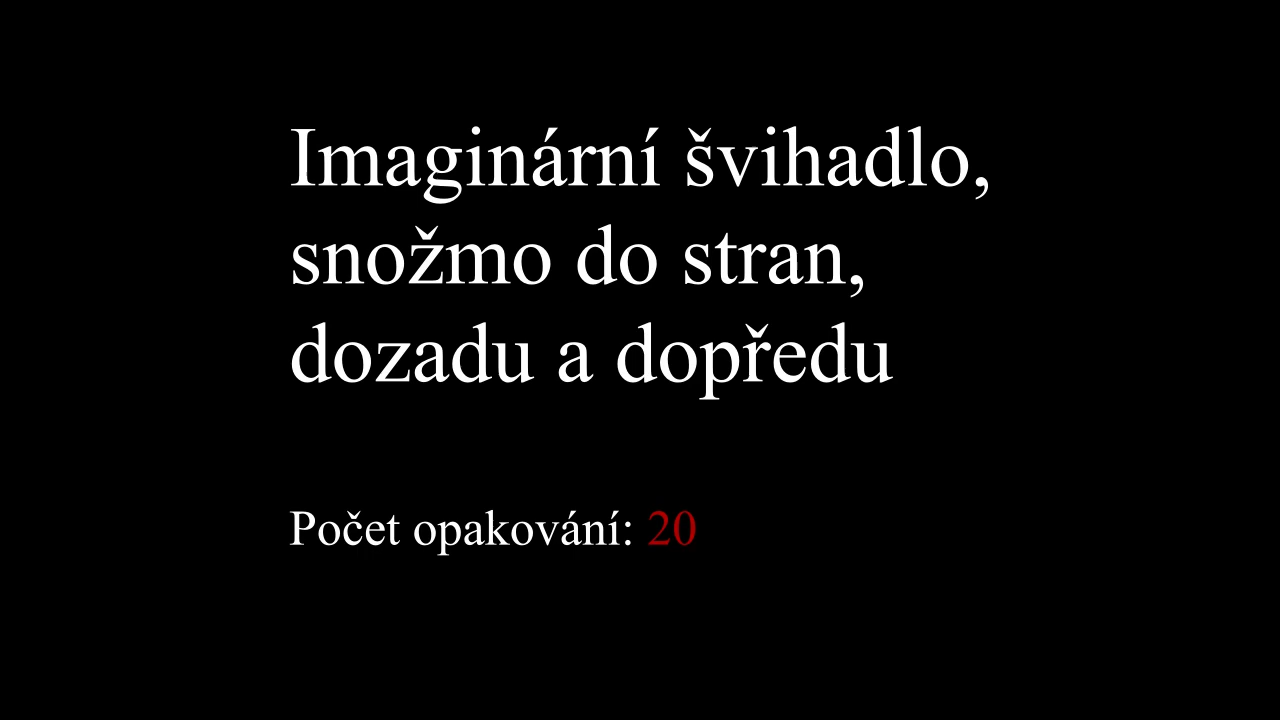 Imaginární švihadlo,
snožmo do stran,
dozadu a dopředu
Počet opakování: 20